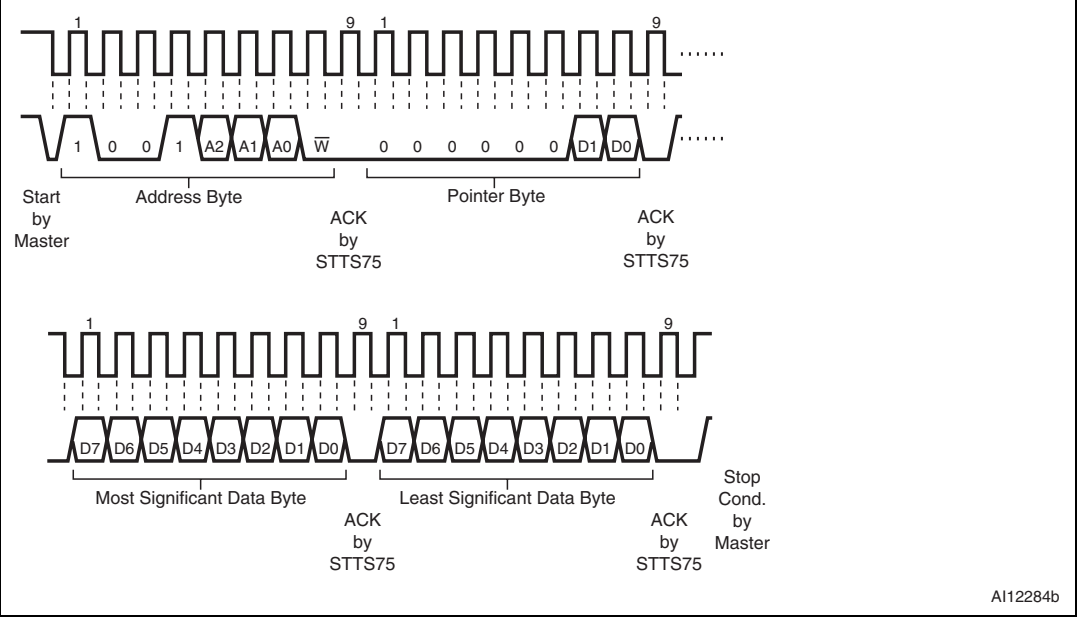 1 9 1 9
1 0 0 1 A2 A1 A0 W̅ 0 0 0 0 0 0 D1 D0
Address Byte Pointer Byte
Start
by
Master
ACK
by
STTS75
ACK
by
STTS75
1 9 1 9
D7 D6 D5 D4 D3 D2 D1 D0 D7 D6 D5 D4 D3 D2 D1 D0
Most Significant Data Byte Least Significant Data Byte
ACK
by
STTS75
ACK
by
STTS75
Stop
Cond.
by
Master
AI12284b